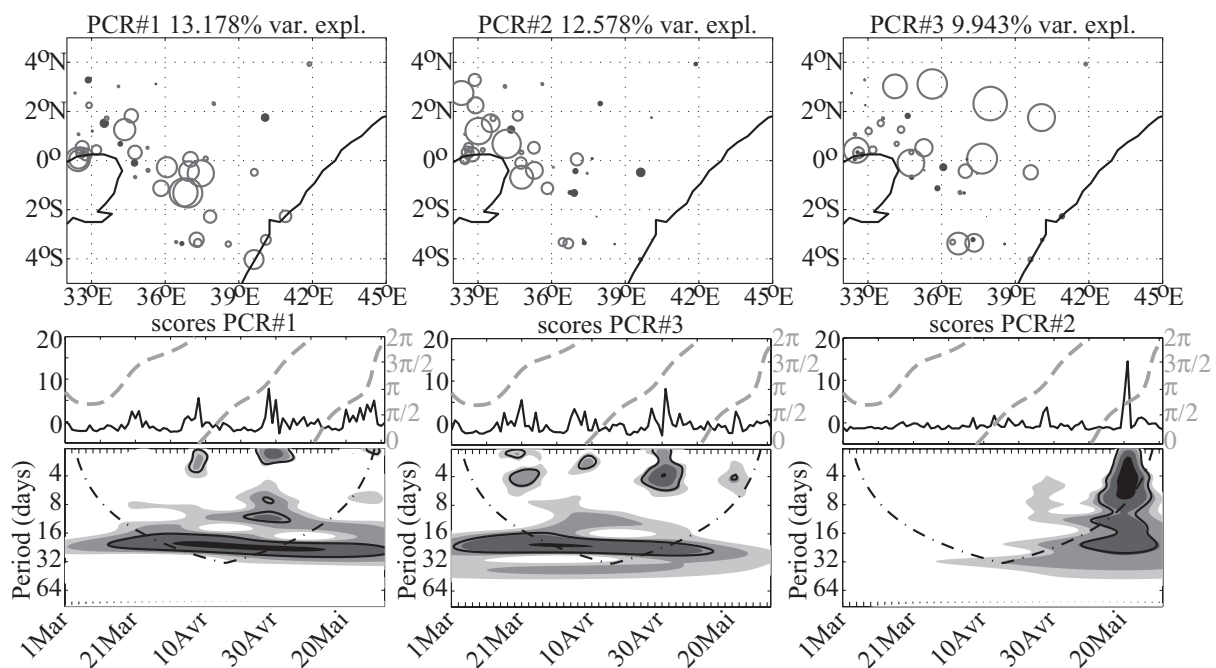 PCR#1 13.178% var. expl.
PCR#2 12.578% var. expl.
PCR#3 9.943% var. expl.
4°N
2°N
0°
2°S
4°S
33°E 36°E 39°E 42°E 45°E
4°N
2°N
0°
2°S
4°S
33°E 36°E 39°E 42°E 45°E
4°N
2°N
0°
2°S
4°S
33°E 36°E 39°E 42°E 45°E
scores PCR#1
scores PCR#3
scores PCR#2
20
10
0
2π
3π/2
π
π/2
0
20
10
0
2π
3π/2
π
π/2
0
20
10
0
2π
3π/2
π
π/2
0
Period (days)
4
8
16
32
64
1Mar 21Mar 10Avr 30Avr 20Mai
Period (days)
4
8
16
32
64
1Mar 21Mar 10Avr 30Avr 20Mai
Period (days)
4
8
16
32
64
1Mar 21Mar 10Avr 30Avr 20Mai